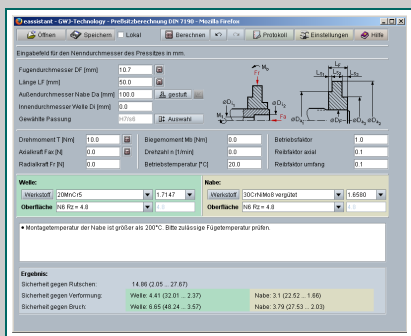 eassistant - GWJ-Technology - Preßsitzberechnung DIN 7190 - Mozilla Firefox
Öffnen Speichern Lokal Berechnen Protokoll Einstellungen Hilfe
Eingabefeld für den Nenndurchmesser des Pressitzes in mm.
Fugendurchmesser DF [mm] 10.7
Länge LF [mm] 50.0
Außendurchmesser Nabe Da [mm] 100.0 gestuft
Innendurchmesser Welle Di [mm] 0.0
Gewählte Passung H7/s6 Auswahl
Drehmoment T [Nm] 10.0 Biegemoment Mb [Nm] 0.0 Betriebsfaktor 1.0
Axialkraft Fax [N] 0.0 Drehzahl n [1/min] 0.0 Reibfaktor axial 0.1
Radialkraft Fr [N] 0.0 Betriebstemperatur [°C] 20.0 Reibfaktor umfang 0.1
Welle: Nabe:
Werkstoff 20MnCr5 1.7147 Werkstoff 30CrNiMo8 vergütet 1.6580
Oberfläche N6 Rz = 4.8 4.8 Oberfläche N6 Rz = 4.8 4.8
• Montagetemperatur der Nabe ist größer als 200°C. Bitte zulässige Fügetemperatur prüfen.
Ergebnis:
Sicherheit gegen Rutschen: 14.86 (2.05 ... 27.67)
Sicherheit gegen Verformung: Welle: 4.41 (32.01 ... 2.37) Nabe: 3.1 (22.52 ... 1.66)
Sicherheit gegen Bruch: Welle: 6.65 (48.24 ... 3.57) Nabe: 3.79 (27.53 ... 2.03)